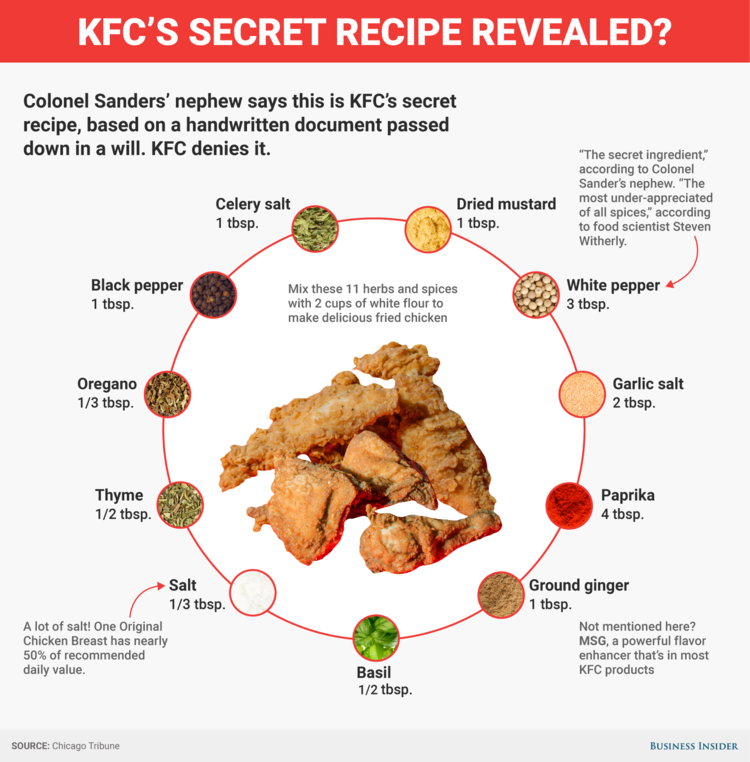 KFC'S SECRET RECIPE REVEALED?
Colonel Sanders' nephew says this is KFC's secret
recipe, based on a handwritten document passed
down in a will. KFC denies it.
"The secret ingredient,"
according to Colonel
Sander's nephew. "The
most under-appreciated
of all spices," according
to food scientist Steven
Witherly.
Celery salt
1 tbsp.
Dried mustard
1 tbsp.
Black pepper
1 tbsp.
Mix these 11 herbs and spices
with 2 cups of white flour to
make delicious fried chicken
White pepper
3 tbsp.
Oregano
1/3 tbsp.
Garlic salt
2 tbsp.
Thyme
1/2 tbsp.
Paprika
4 tbsp.
Salt
1/3 tbsp.
Ground ginger
1 tbsp.
A lot of salt! One Original
Chicken Breast has nearly
50% of recommended
daily value.
Not mentioned here?
MSG, a powerful flavor
enhancer that's in most
KFC products
Basil
1/2 tbsp.
SOURCE: Chicago Tribune
BUSINESS INSIDER